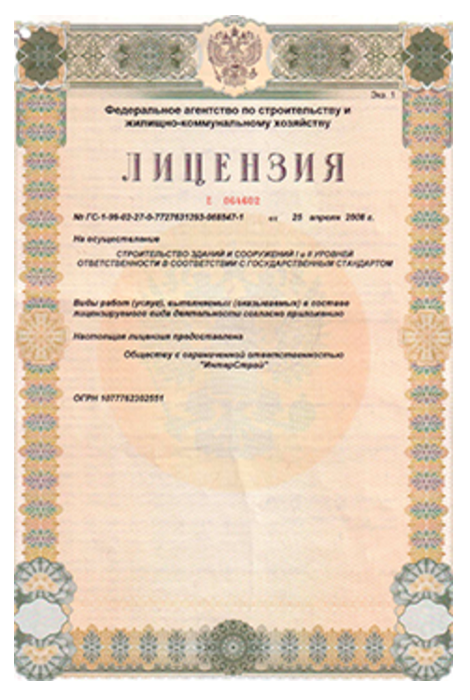 Экз. 1
Федеральное агентство по строительству и
жилищно-коммунальному хозяйству
ЛИЦЕНЗИЯ
Е 064602
№ ГС-1-99-02-27-0-7727631393-068547-1 от 25 апреля 2008 г.
На осуществление
СТРОИТЕЛЬСТВО ЗДАНИЙ И СООРУЖЕНИЙ I и II УРОВНЕЙ
ОТВЕТСТВЕННОСТИ В СООТВЕТСТВИИ С ГОСУДАРСТВЕННЫМ СТАНДАРТОМ
Виды работ (услуг), выполняемых (оказываемых) в составе
лицензируемого вида деятельности согласно приложению
Настоящая лицензия предоставлена
Обществу с ограниченной ответственностью
"ИнтерСтрой"
ОГРН 1077762302551